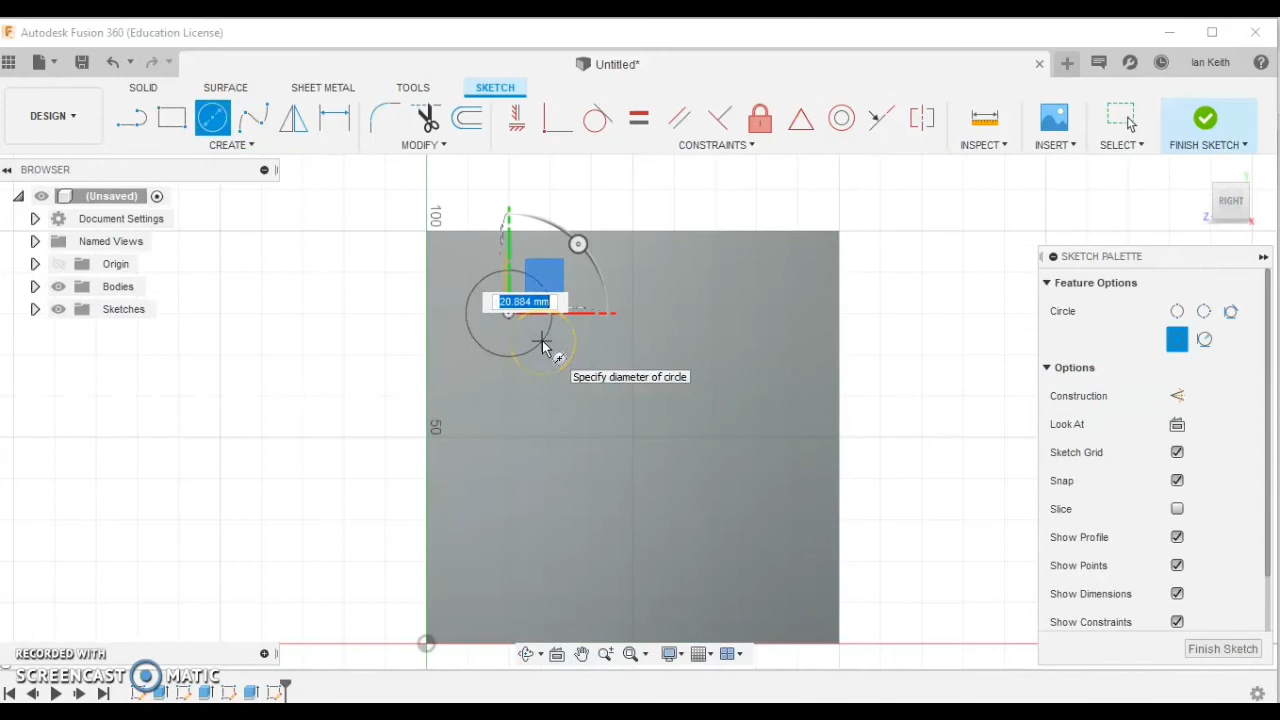 Autodesk Fusion 360 (Education License)
Untitled*
Ian Keith
SOLID SURFACE SHEET METAL TOOLS SKETCH
DESIGN
CREATE MODIFY CONSTRAINTS INSPECT INSERT SELECT FINISH SKETCH
BROWSER
(Unsaved)
Document Settings
Named Views
Origin
Bodies
Sketches
100
50
20.884 mm
Specify diameter of circle
Y
RIGHT
Z
X
SKETCH PALETTE
Feature Options
Circle
Options
Construction
Look At
Sketch Grid
Snap
Slice
Show Profile
Show Points
Show Dimensions
Show Constraints
Finish Sketch
RECORDED WITH
SCREENCAST MATIC